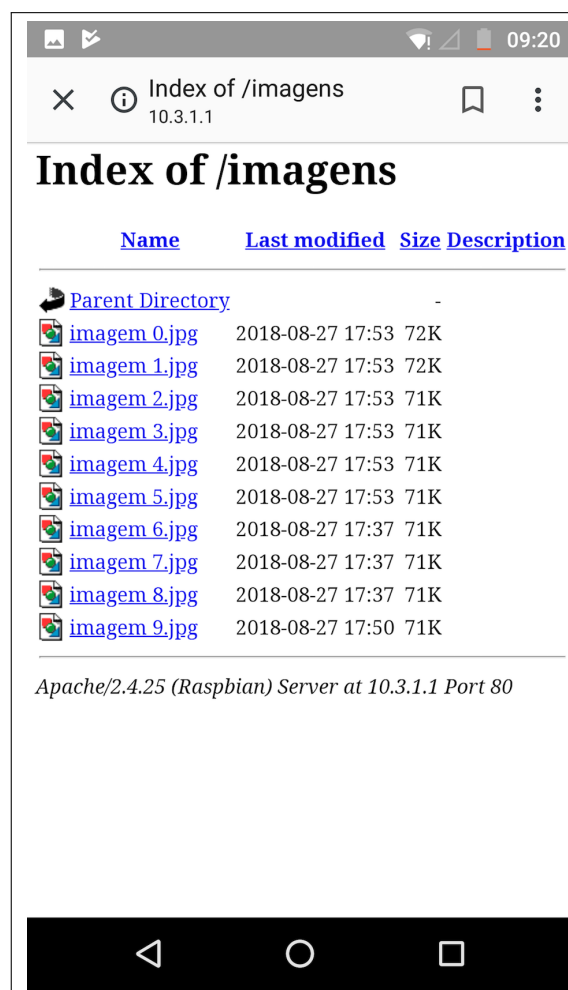 09:20
Index of /imagens
10.3.1.1
Index of /imagens
Name Last modified Size Description
Parent Directory -
imagem 0.jpg 2018-08-27 17:53 72K
imagem 1.jpg 2018-08-27 17:53 72K
imagem 2.jpg 2018-08-27 17:53 71K
imagem 3.jpg 2018-08-27 17:53 71K
imagem 4.jpg 2018-08-27 17:53 71K
imagem 5.jpg 2018-08-27 17:53 71K
imagem 6.jpg 2018-08-27 17:37 71K
imagem 7.jpg 2018-08-27 17:37 71K
imagem 8.jpg 2018-08-27 17:37 71K
imagem 9.jpg 2018-08-27 17:50 71K
Apache/2.4.25 (Raspbian) Server at 10.3.1.1 Port 80